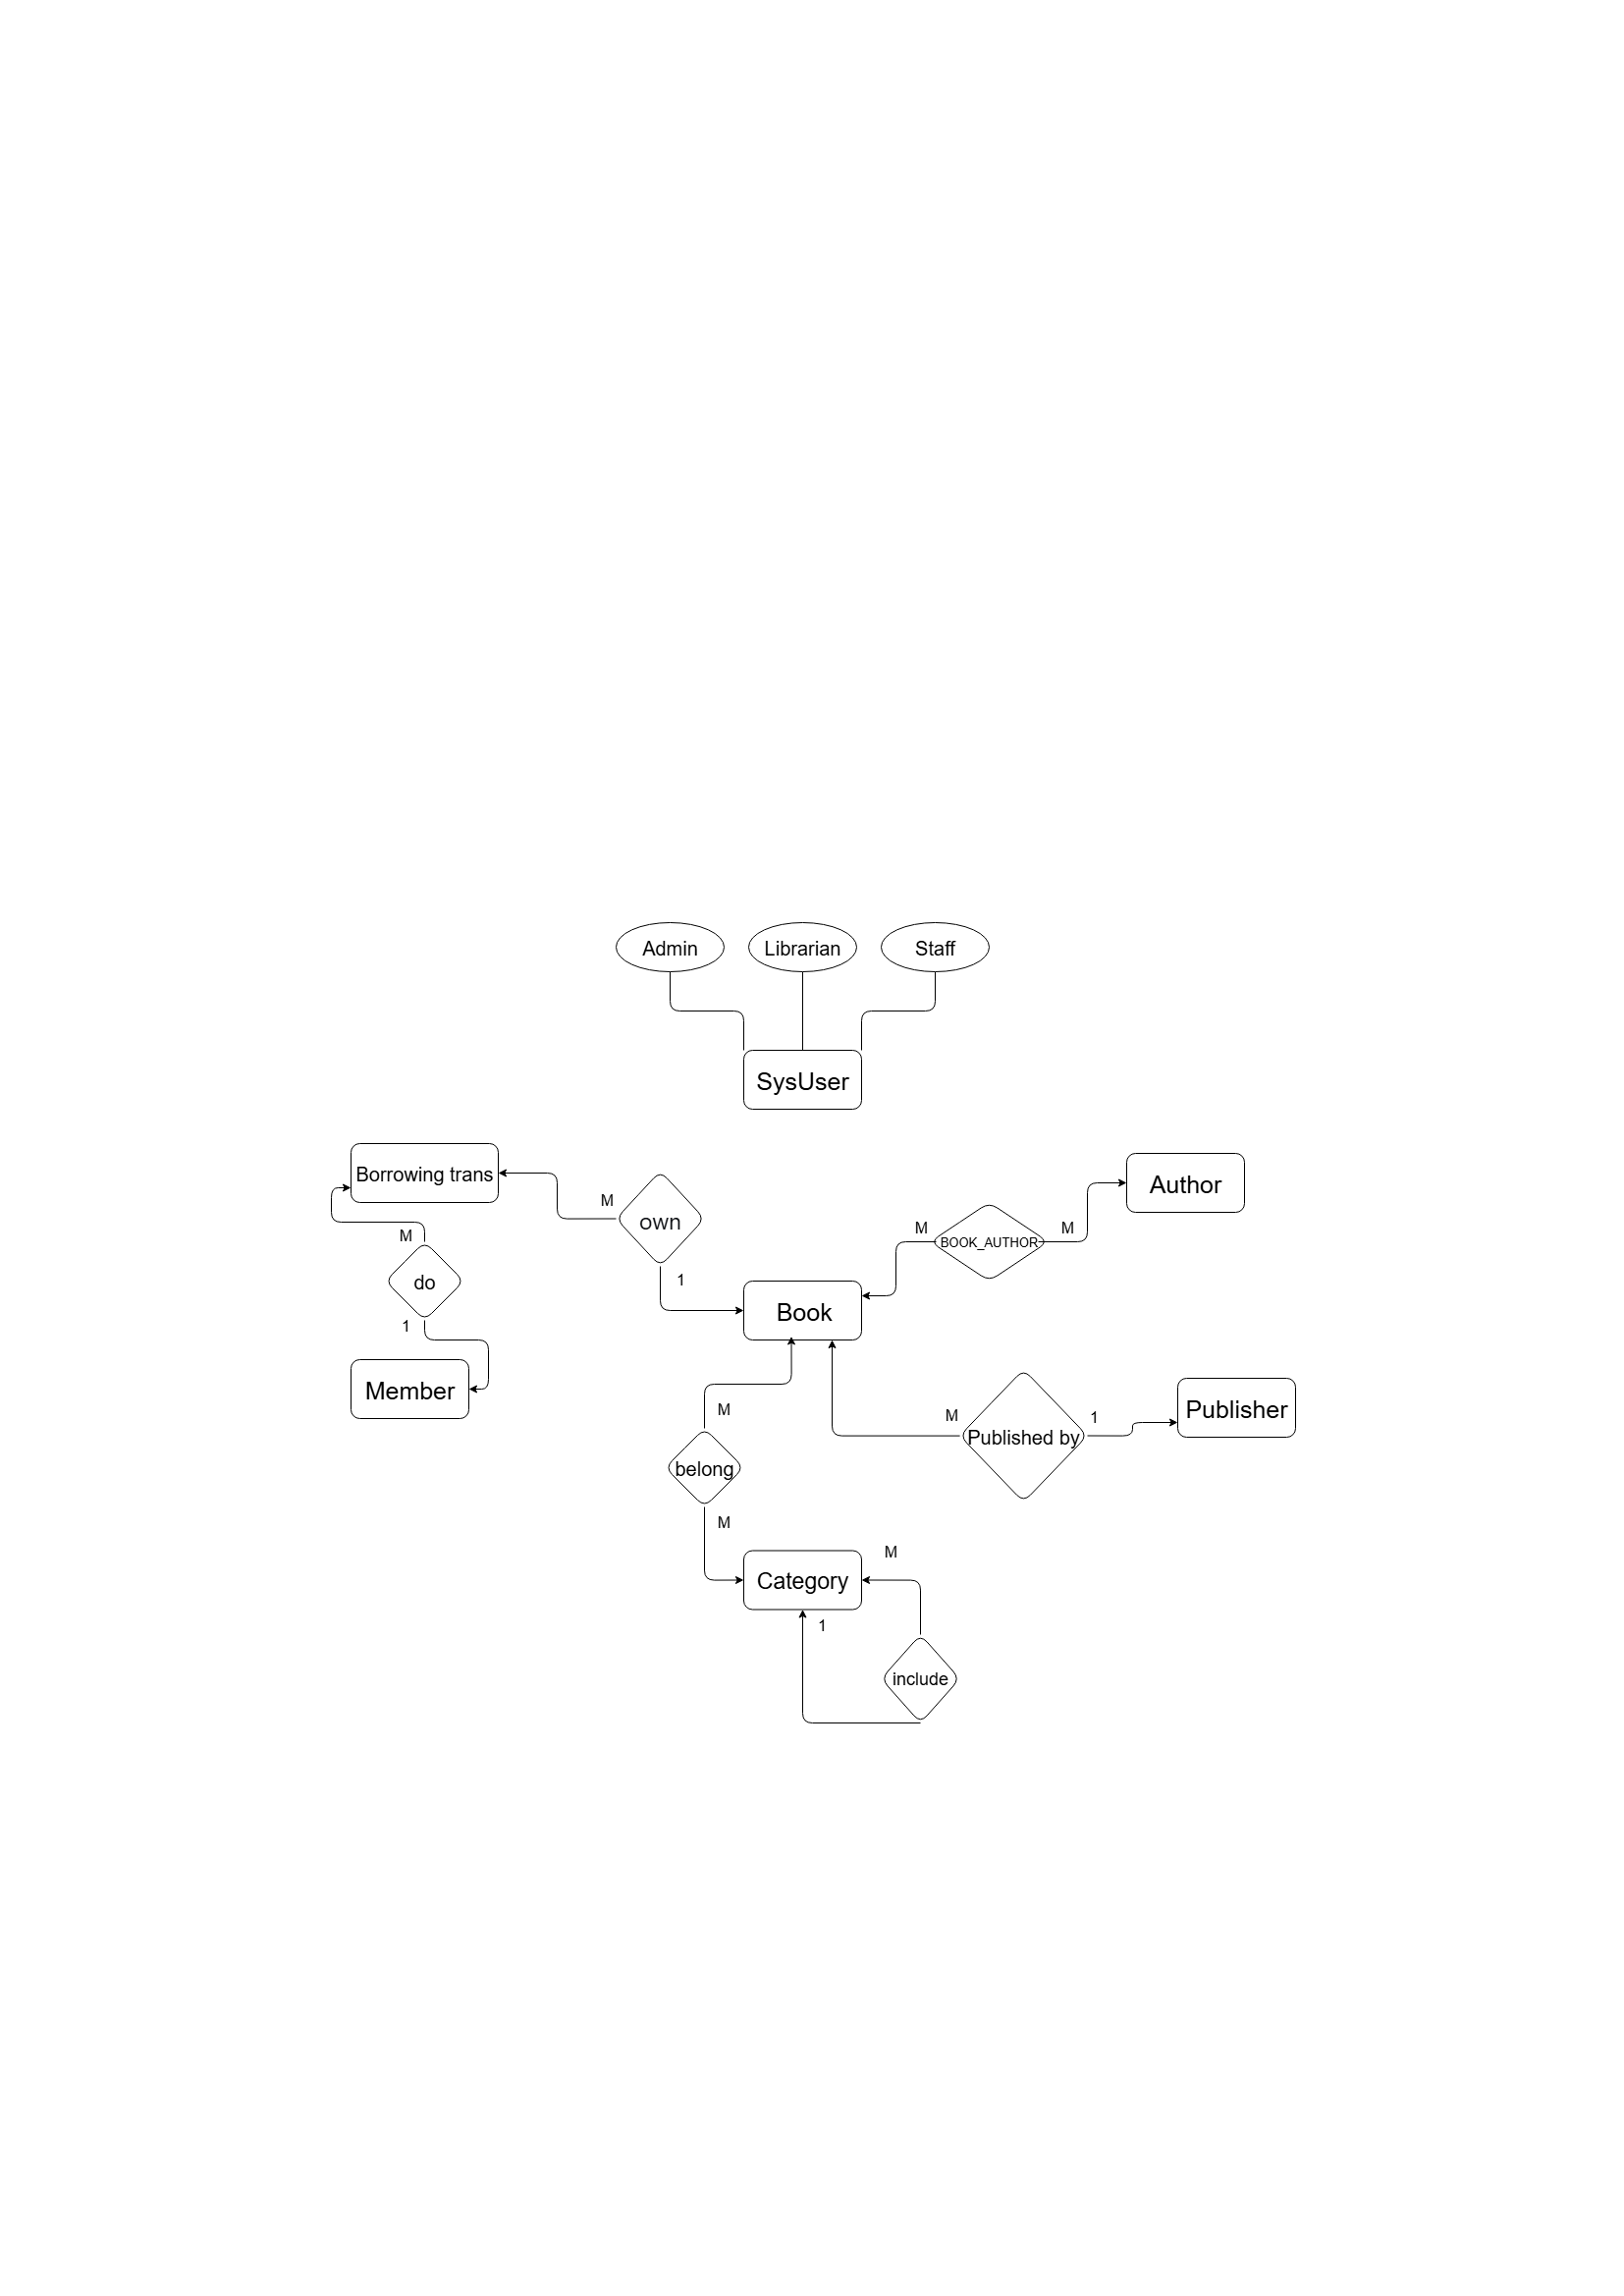 Admin
Librarian
Staff
SysUser
Borrowing trans
Author
M
own
M
BOOK_AUTHOR
M
M
do
1
Book
1
Member
Publisher
M
M
Published by
1
belong
M
M
Category
1
include